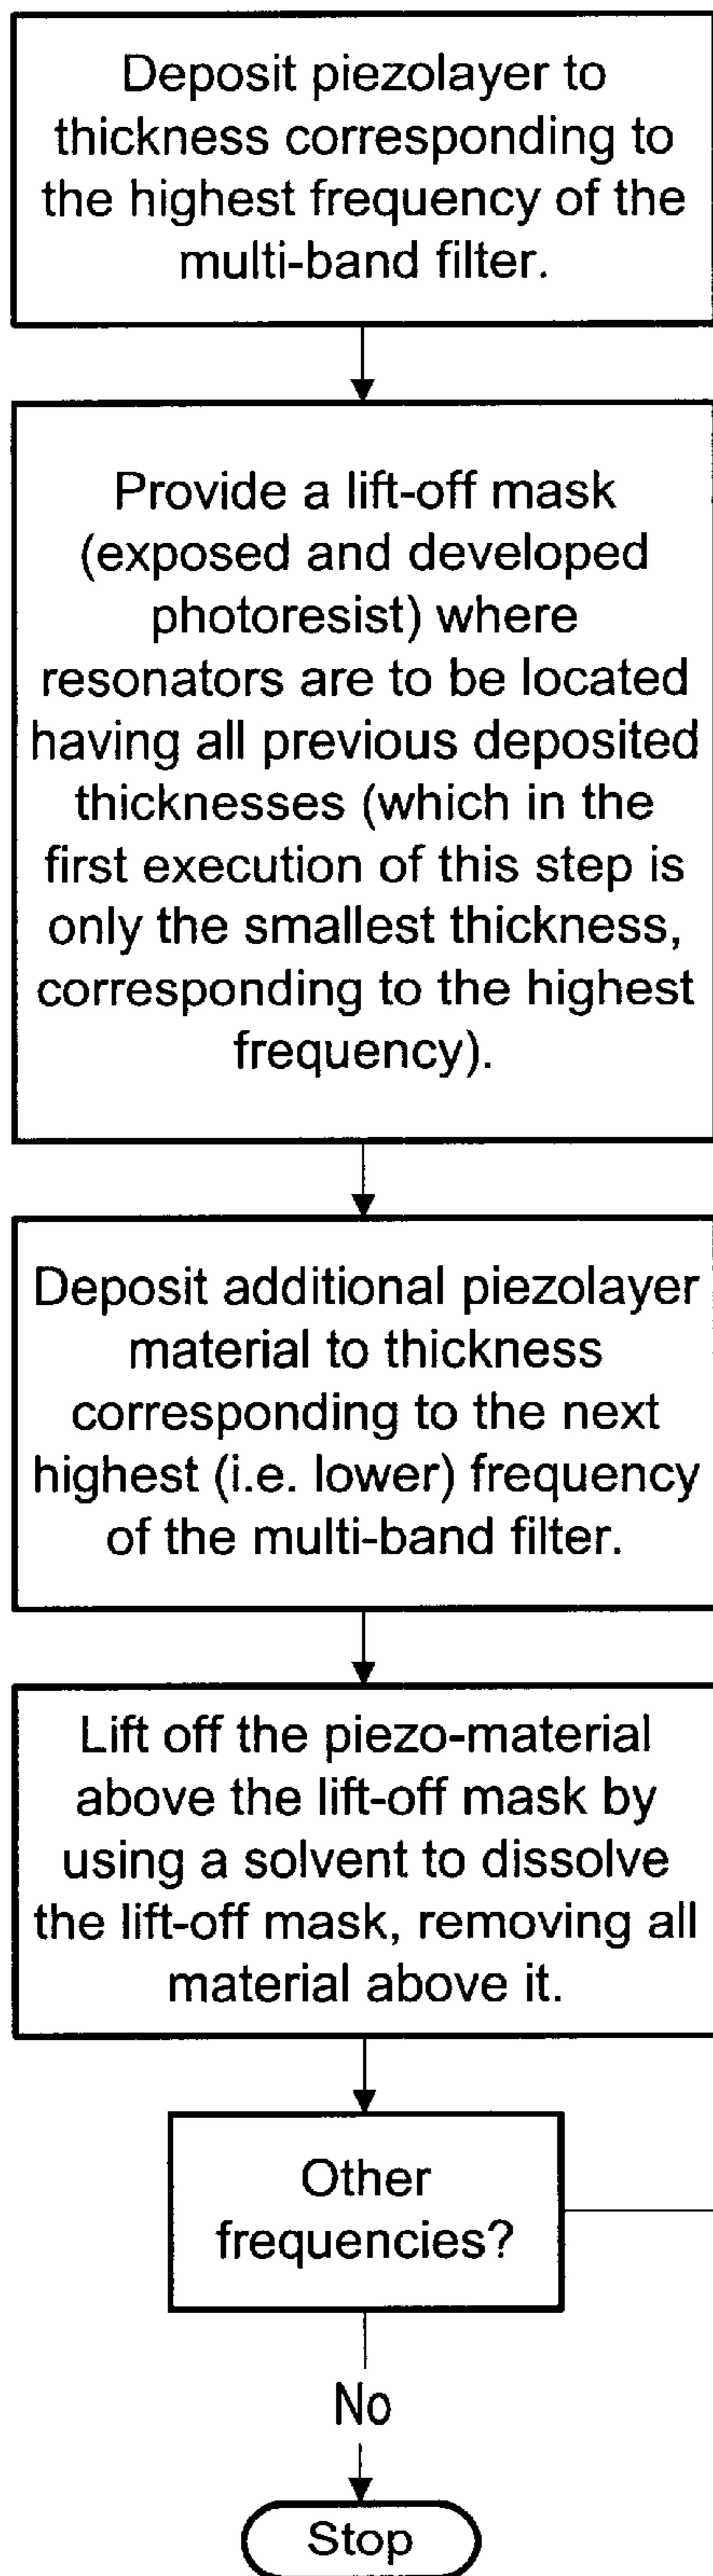 Deposit piezolayer to
thickness corresponding to
the highest frequency of the
multi-band filter.
Provide a lift-off mask
(exposed and developed
photoresist) where
resonators are to be located
having all previous deposited
thicknesses (which in the
first execution of this step is
only the smallest thickness,
corresponding to the highest
frequency).
Deposit additional piezolayer
material to thickness
corresponding to the next
highest (i.e. lower) frequency
of the multi-band filter.
Lift off the piezo-material
above the lift-off mask by
using a solvent to dissolve
the lift-off mask, removing all
material above it.
Other
frequencies?
No
Stop